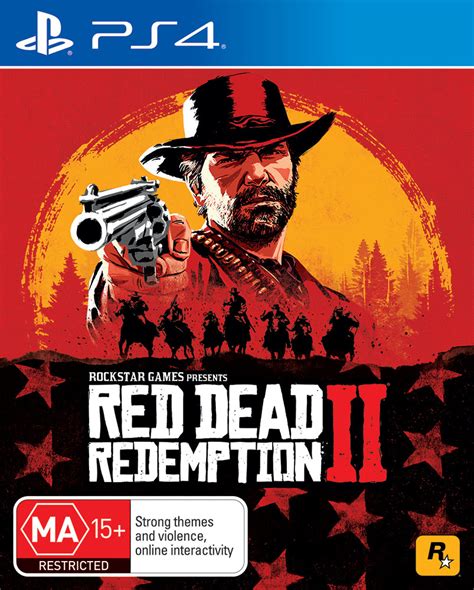 PS4
ROCKSTAR GAMES PRESENTS
RED DEAD
REDEMPTION II
MA 15+
RESTRICTED
Strong themes
and violence,
online interactivity
R